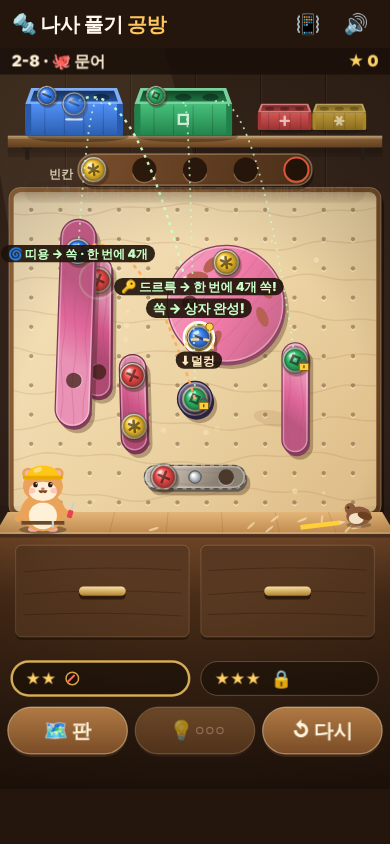 나사 풀기 공방
2-8 · 문어
★ 0
빈칸
띠용 → 쏙 · 한 번에 4개
드르륵 → 한 번에 4개 쏙!
쏙 → 상자 완성!
⬇덜컹
★★
★★★
판
다시